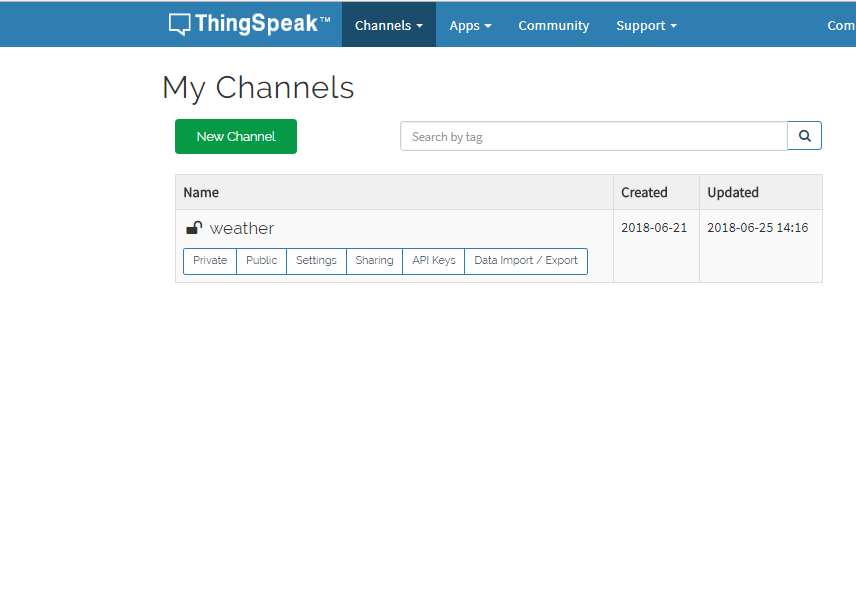 ThingSpeak™ Channels Apps Community Support Com
My Channels
New Channel Search by tag
Name Created Updated
weather 2018-06-21 2018-06-25 14:16
Private Public Settings Sharing API Keys Data Import / Export